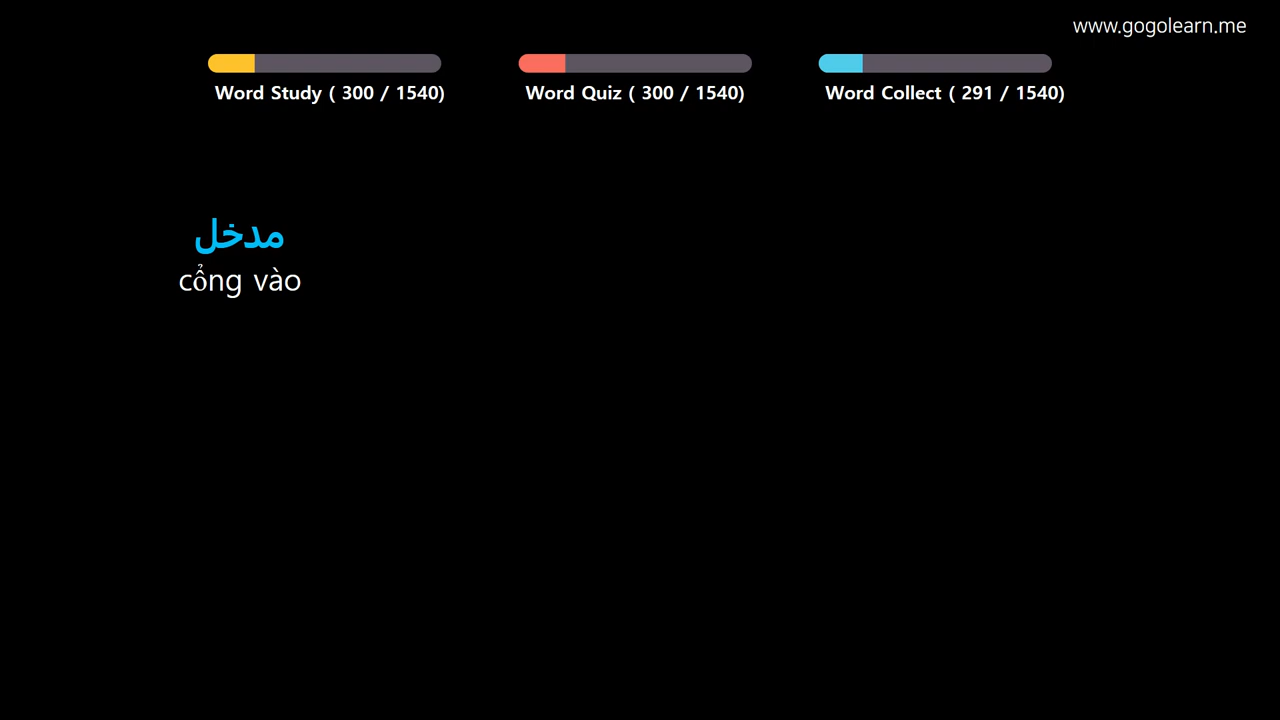 www.gogolearn.me
Word Study ( 300 / 1540)
Word Quiz ( 300 / 1540)
Word Collect ( 291 / 1540)
مدخل
cổng vào